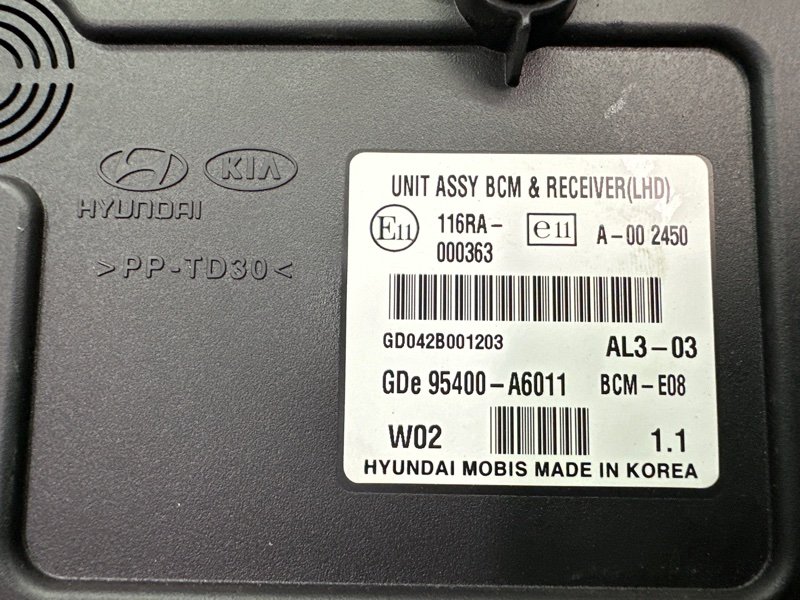 HYUNDAI
KIA
>PP-TD30<
UNIT ASSY BCM & RECEIVER(LHD)
E11 116RA-000363 e11 A-00 2450
GD042B001203 AL3-03
GDe 95400-A6011 BCM-E08
W02 1.1
HYUNDAI MOBIS MADE IN KOREA